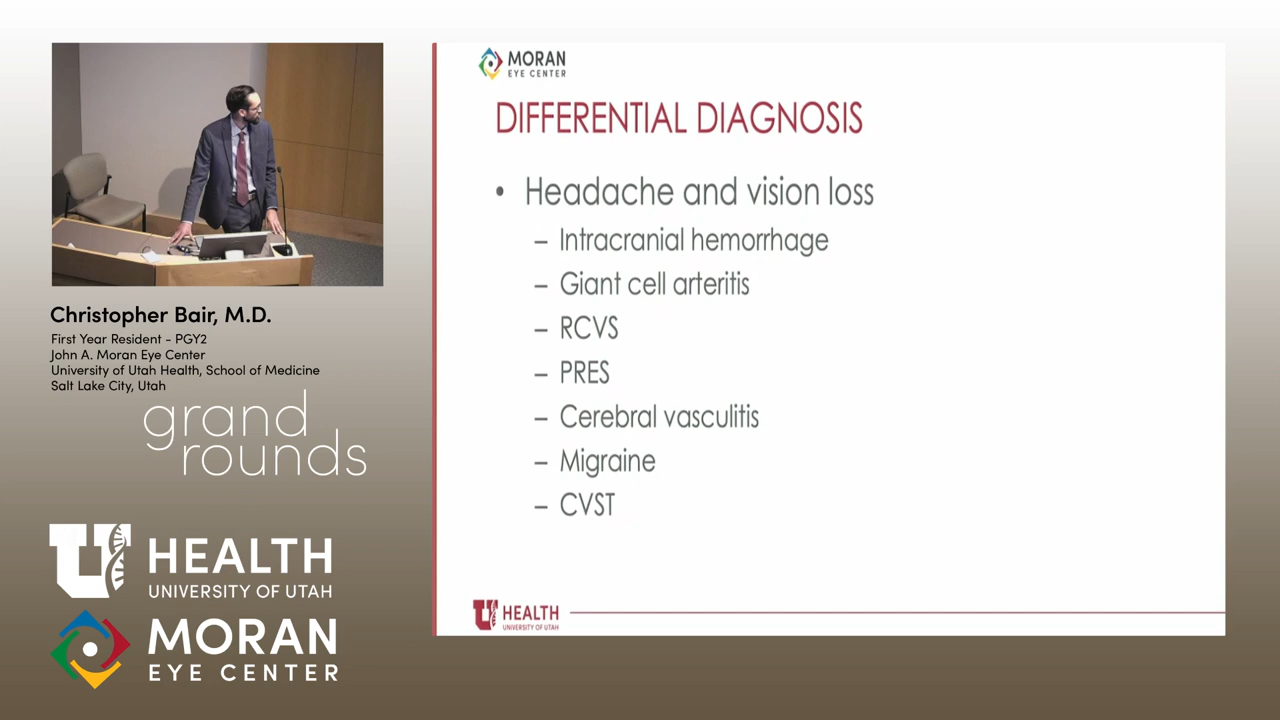 Christopher Bair, M.D.
First Year Resident - PGY2
John A. Moran Eye Center
University of Utah Health, School of Medicine
Salt Lake City, Utah
grand
rounds
U HEALTH
UNIVERSITY OF UTAH
MORAN
EYE CENTER
MORAN
EYE CENTER
DIFFERENTIAL DIAGNOSIS
• Headache and vision loss
– Intracranial hemorrhage
– Giant cell arteritis
– RCVS
– PRES
– Cerebral vasculitis
– Migraine
– CVST
U HEALTH
UNIVERSITY OF UTAH